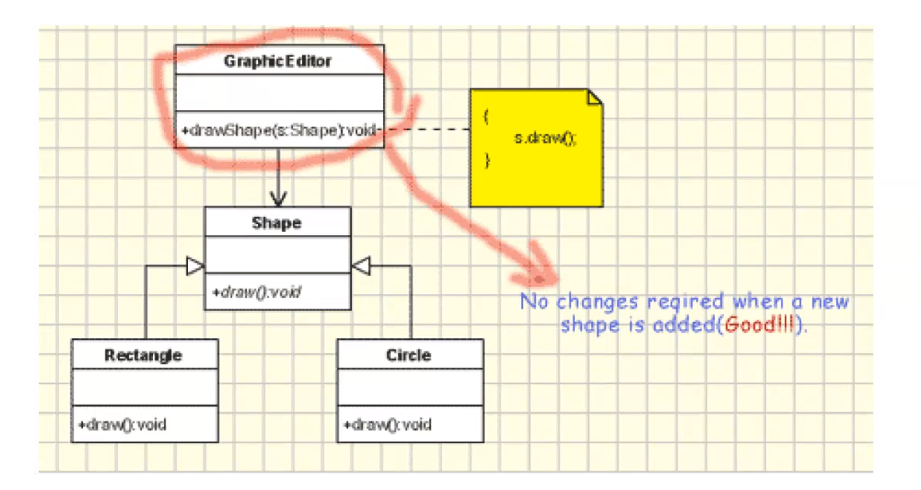 GraphicEditor
+drawShape(s:Shape):void
{
s.draw();
}
Shape
+draw():void
No changes reqired when a new
shape is added(Good!!!).
Rectangle
+draw():void
Circle
+draw():void